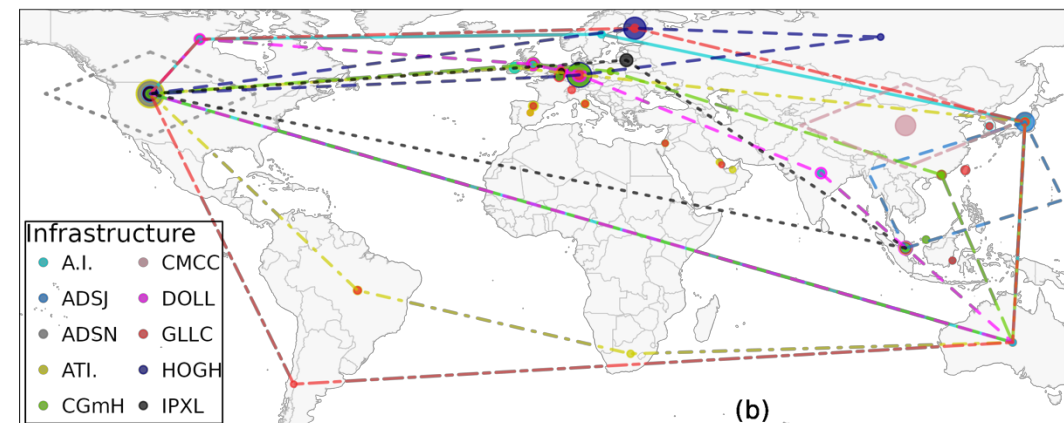 Infrastructure
A.I. CMCC
ADSJ DOLL
ADSN GLLC
ATI. HOGH
CGmH IPXL
(b)